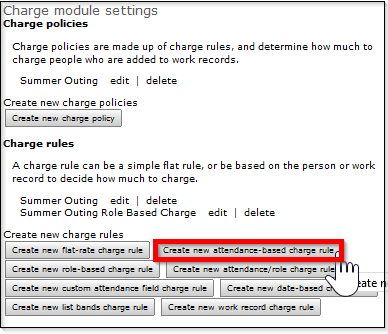 Charge module settings
Charge policies
Charge policies are made up of charge rules, and determine how much to
charge people who are added to work records.
Summer Outing edit | delete
Create new charge policies
Create new charge policy
Charge rules
A charge rule can be a simple flat rule, or be based on the person or work
record to decide how much to charge.
Summer Outing edit | delete
Summer Outing Role Based Charge edit | delete
Create new charge rules
Create new flat-rate charge rule Create new attendance-based charge rule
Create new role-based charge rule Create new attendance/role charge rule
Create new custom attendance field charge rule Create new date-based
Create new list bands charge rule Create new work record charge rule